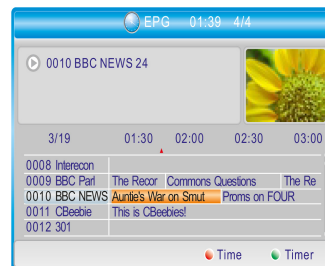 EPG 01:39 4/4
0010 BBC NEWS 24
3/19 01:30 02:00 02:30 03:00
0008 Interecon
0009 BBC Parl The Recor Commons Questions The Re
0010 BBC NEWS Auntie's War on Smut Proms on FOUR
0011 CBeebie This is CBeebies!
0012 301
Time Timer